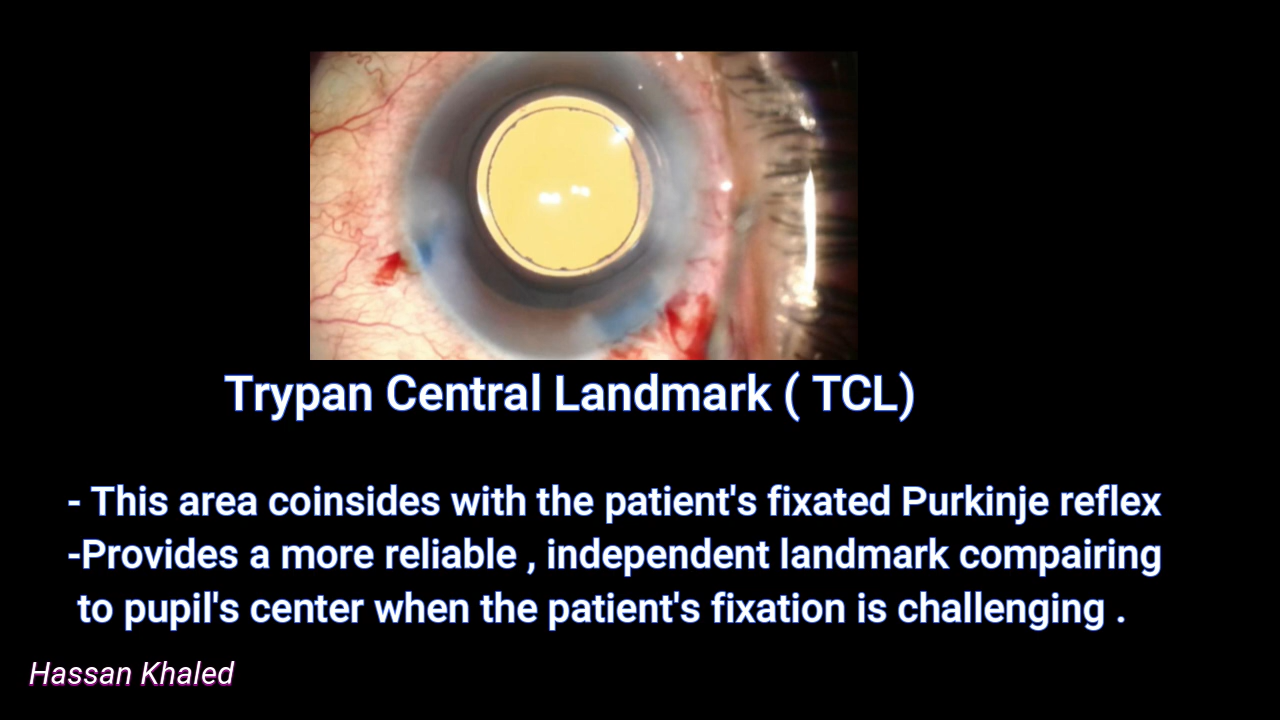 Trypan Central Landmark ( TCL)
- This area coinsides with the patient's fixated Purkinje reflex
-Provides a more reliable , independent landmark compairing
to pupil's center when the patient's fixation is challenging .
Hassan Khaled